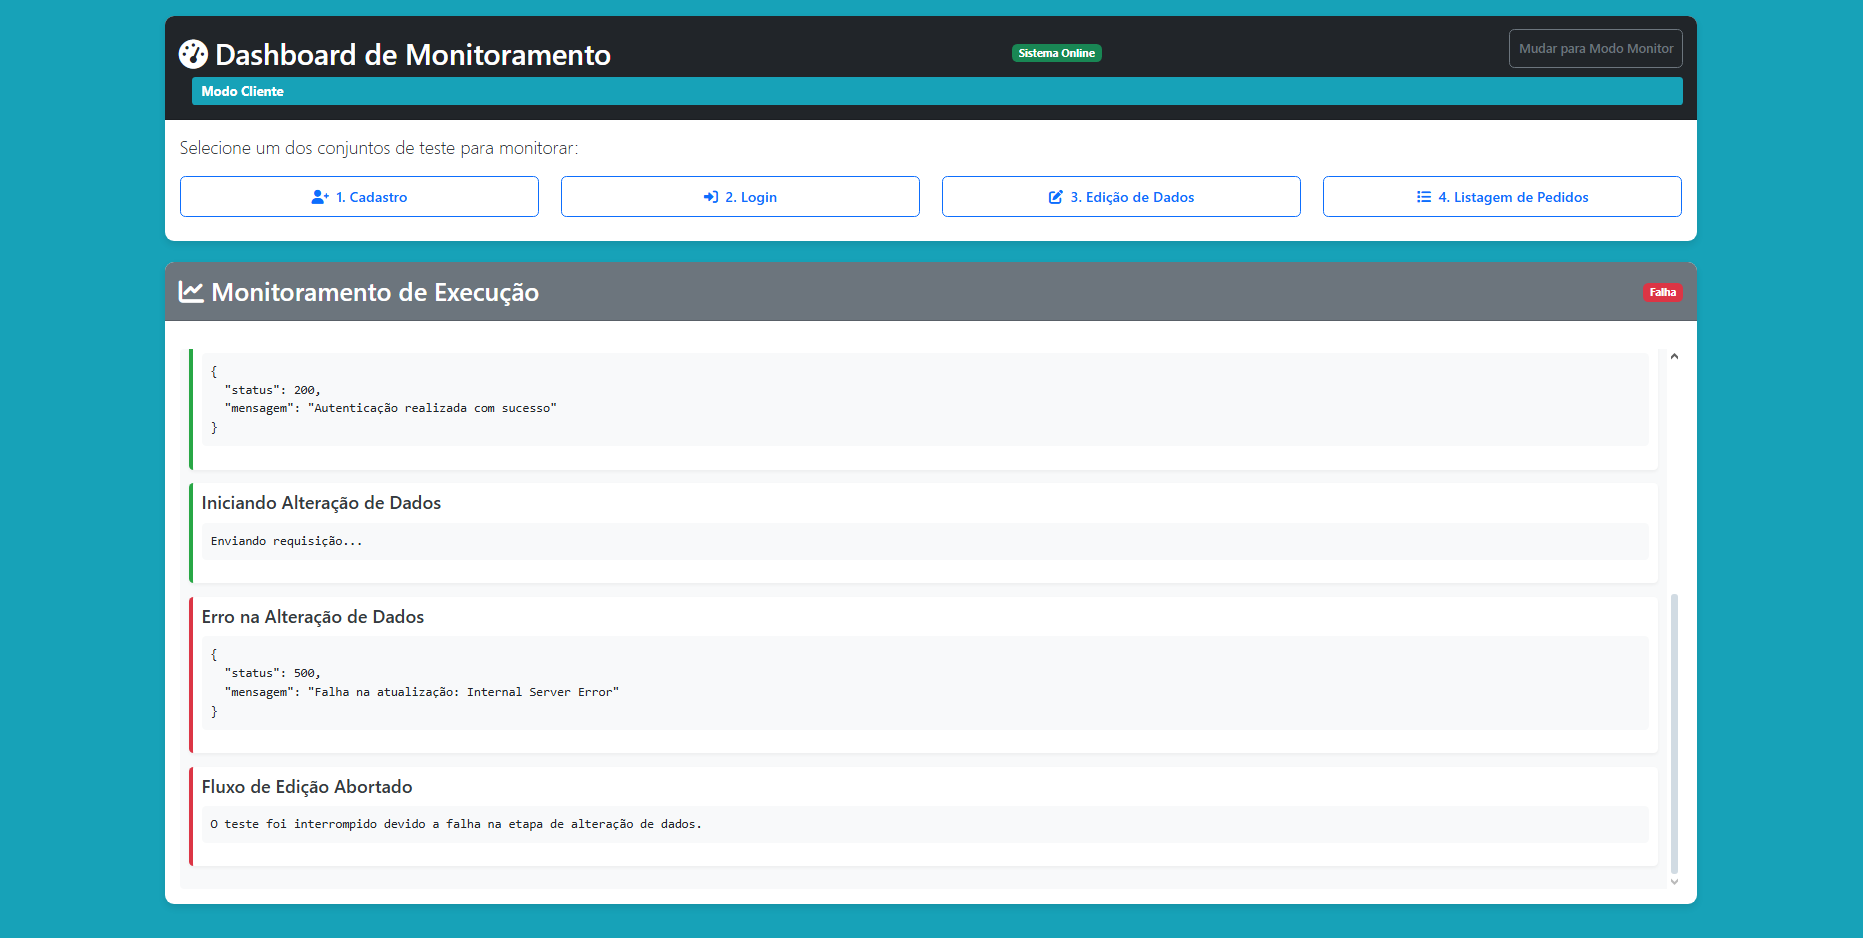 Dashboard de Monitoramento
Sistema Online
Mudar para Modo Monitor
Modo Cliente
Selecione um dos conjuntos de teste para monitorar:
1. Cadastro
2. Login
3. Edição de Dados
4. Listagem de Pedidos
Monitoramento de Execução
Falha
{
"status": 200,
"mensagem": "Autenticação realizada com sucesso"
}
Iniciando Alteração de Dados
Enviando requisição...
Erro na Alteração de Dados
{
"status": 500,
"mensagem": "Falha na atualização: Internal Server Error"
}
Fluxo de Edição Abortado
O teste foi interrompido devido a falha na etapa de alteração de dados.